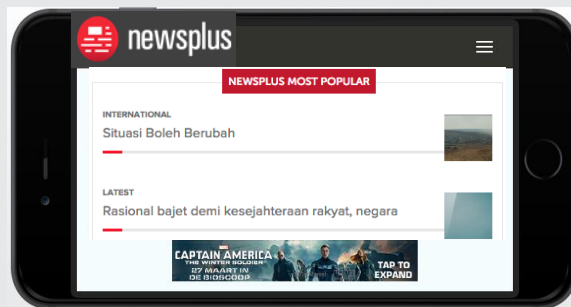 newsplus
NEWSPLUS MOST POPULAR
INTERNATIONAL
Situasi Boleh Berubah
LATEST
Rasional bajet demi kesejahteraan rakyat, negara
MARVEL
CAPTAIN AMERICA
THE WINTER SOLDIER
27 MAART IN
DE BIOSCOOP
TAP TO
EXPAND